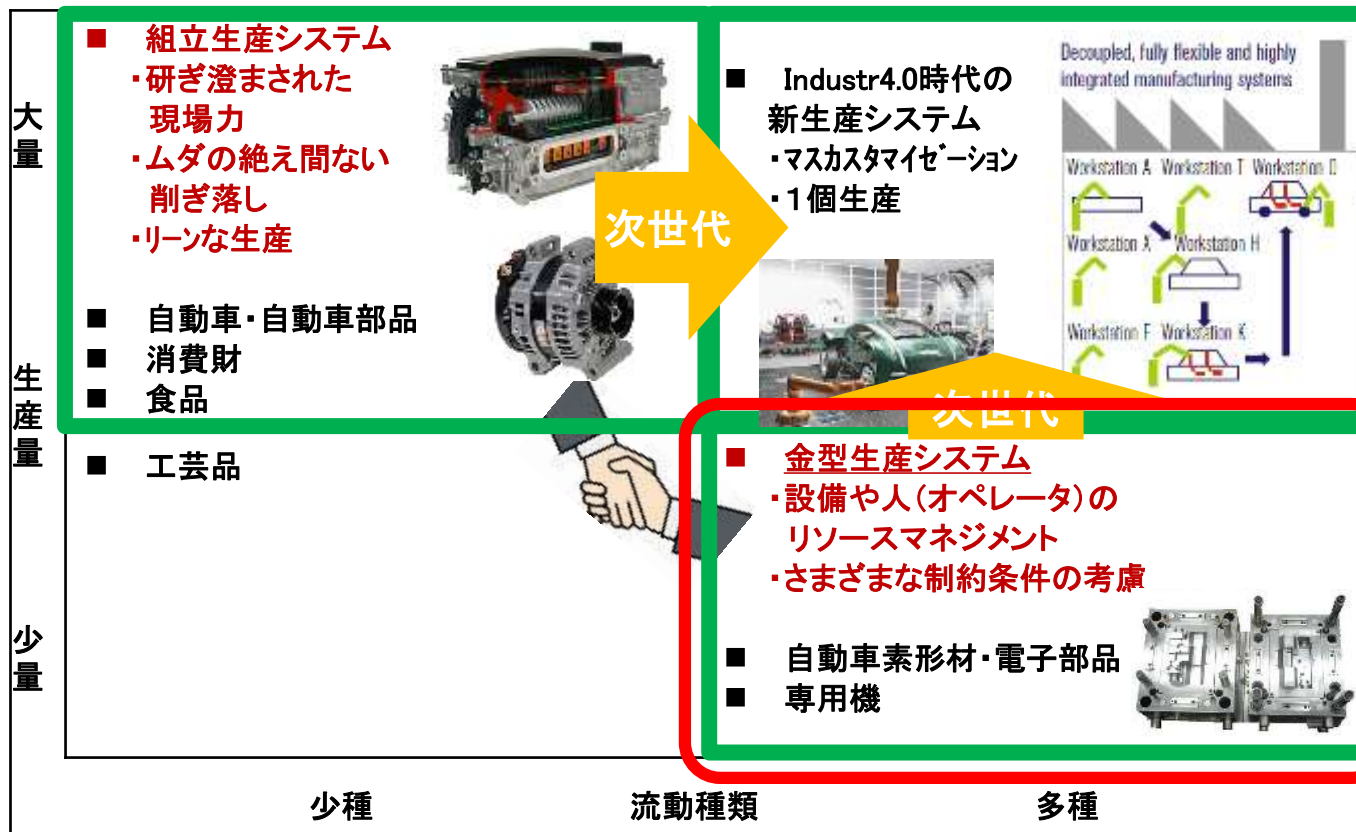 大量
生産量
少量
■ 組立生産システム
・研ぎ澄まされた
現場力
・ムダの絶え間ない
削ぎ落し
・リーンな生産
■ 自動車・自動車部品
■ 消費財
■ 食品
次世代
■ Industr4.0時代の
新生産システム
・マスカスタマイゼーション
・１個生産
Decoupled, fully flexible and highly
integrated manufacturing systems
Workstation A Workstation T Workstation D
Workstation X Workstation H
Workstation F Workstation K
次世代
■ 工芸品
■ 金型生産システム
・設備や人（オペレータ）の
リソースマネジメント
・さまざまな制約条件の考慮
■ 自動車素形材・電子部品
■ 専用機
少種 流動種類 多種